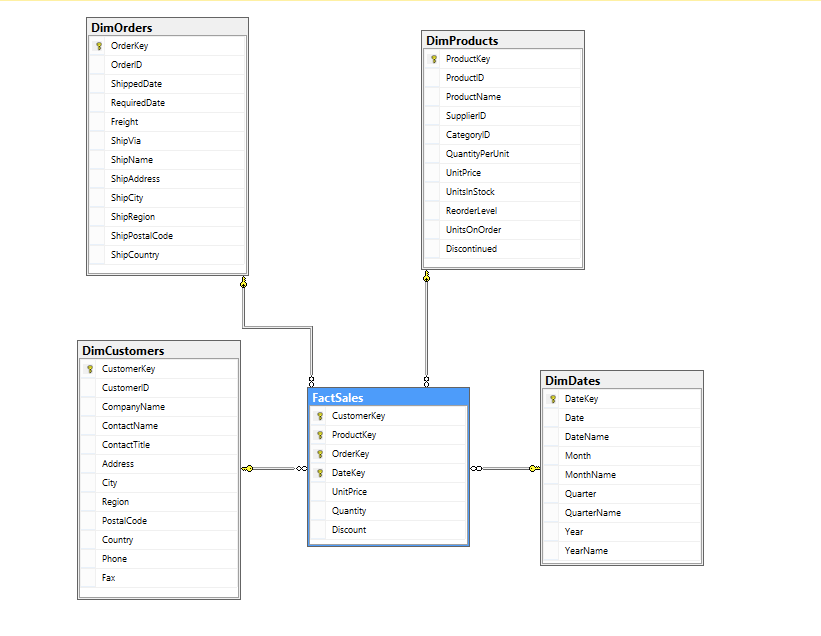 DimOrders
OrderKey
OrderID
ShippedDate
RequiredDate
Freight
ShipVia
ShipName
ShipAddress
ShipCity
ShipRegion
ShipPostalCode
ShipCountry
DimProducts
ProductKey
ProductID
ProductName
SupplierID
CategoryID
QuantityPerUnit
UnitPrice
UnitsInStock
ReorderLevel
UnitsOnOrder
Discontinued
DimCustomers
CustomerKey
CustomerID
CompanyName
ContactName
ContactTitle
Address
City
Region
PostalCode
Country
Phone
Fax
FactSales
CustomerKey
ProductKey
OrderKey
DateKey
UnitPrice
Quantity
Discount
DimDates
DateKey
Date
DateName
Month
MonthName
Quarter
QuarterName
Year
YearName